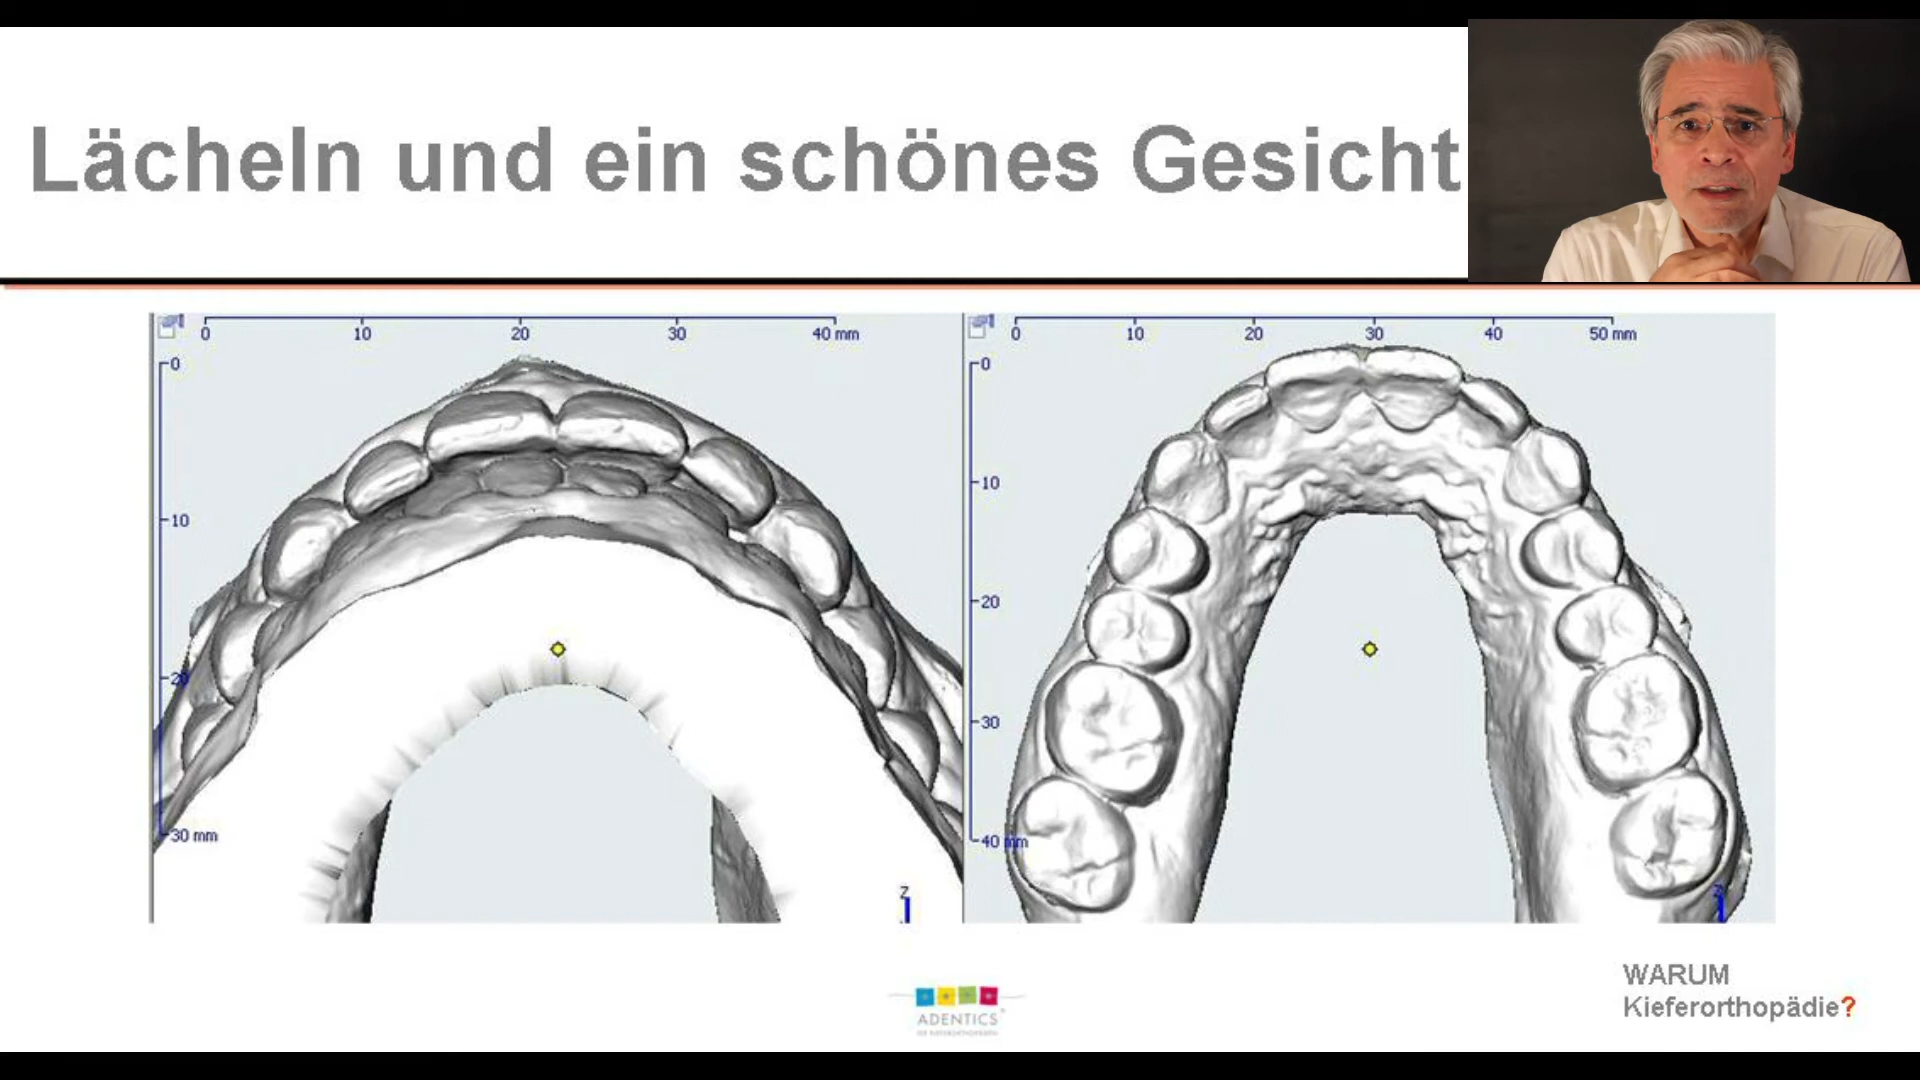 Lächeln und ein schönes Gesicht
0 10 20 30 40 mm
0
10
20
30 mm
Z
0 10 20 30 40 50 mm
0
10
20
30
40 mm
Z
ADENTICS
WARUM
Kieferorthopädie?